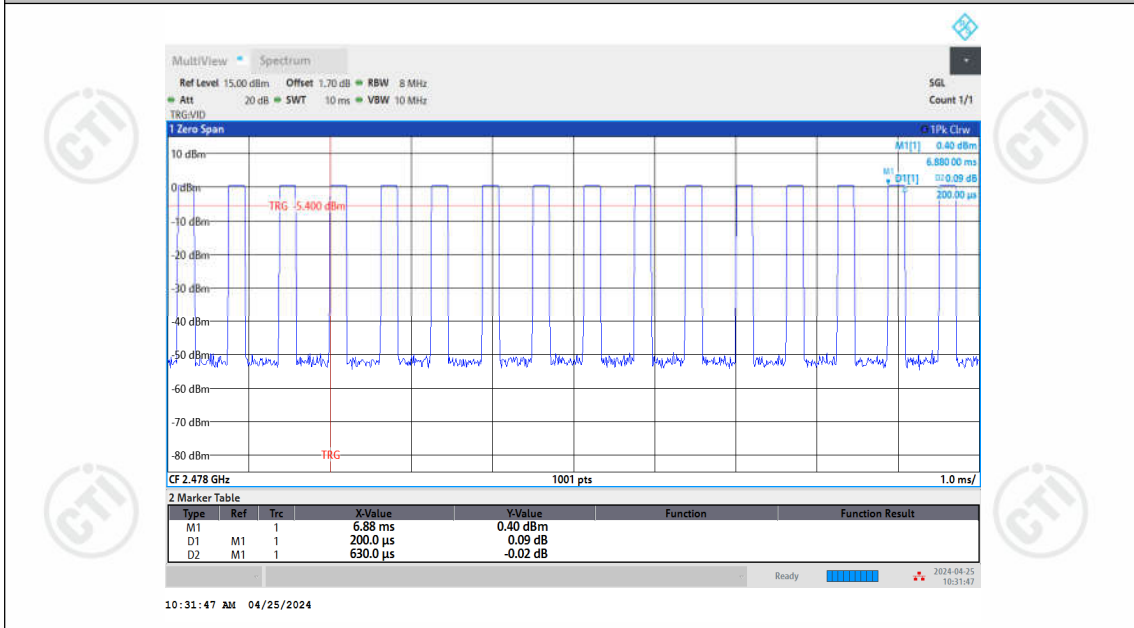 MultiView Spectrum
Ref Level 15.00 dBm Offset 1.70 dB RBW 8 MHz SGL
Att 20 dB SWT 10 ms VBW 10 MHz Count 1/1
TRG:VID
1 Zero Span 1Pk Clrw
M1[1] 0.40 dBm
10 dBm
6.880 00 ms
M1 D1[1] D2 0.09 dB
0 dBm
200.00 µs
TRG -5.400 dBm
-10 dBm
-20 dBm
-30 dBm
-40 dBm
-50 dBm
-60 dBm
-70 dBm
-80 dBm TRG
CF 2.478 GHz 1001 pts 1.0 ms/
2 Marker Table
Type Ref Trc X-Value Y-Value Function Function Result
M1 1 6.88 ms 0.40 dBm
D1 M1 1 200.0 µs 0.09 dB
D2 M1 1 630.0 µs -0.02 dB
Ready 2024-04-25
10:31:47
10:31:47 AM 04/25/2024
CTI
CTI
CTI
CTI